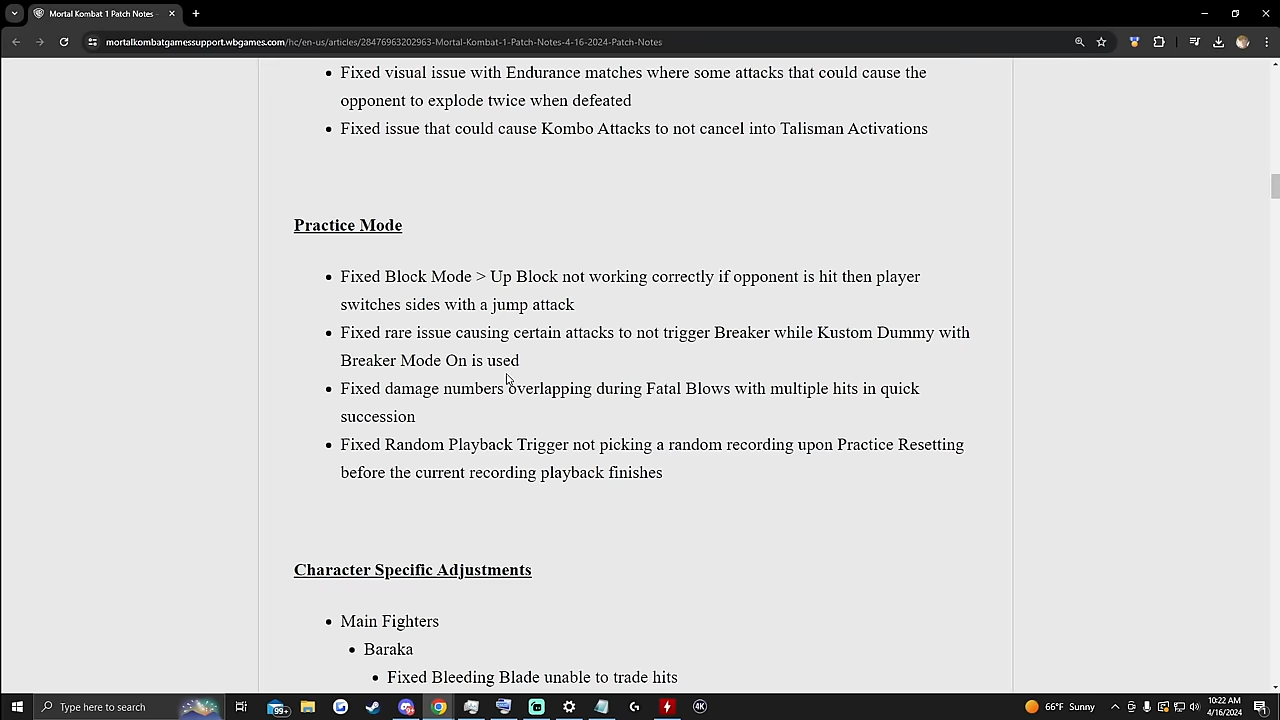 Mortal Kombat 1 Patch Notes
mortalkombatgamessupport.wbgames.com/hc/en-us/articles/28476963202963-Mortal-Kombat-1-Patch-Notes-4-16-2024-Patch-Notes
• Fixed visual issue with Endurance matches where some attacks that could cause the
opponent to explode twice when defeated
• Fixed issue that could cause Kombo Attacks to not cancel into Talisman Activations
Practice Mode
• Fixed Block Mode > Up Block not working correctly if opponent is hit then player
switches sides with a jump attack
• Fixed rare issue causing certain attacks to not trigger Breaker while Kustom Dummy with
Breaker Mode On is used
• Fixed damage numbers overlapping during Fatal Blows with multiple hits in quick
succession
• Fixed Random Playback Trigger not picking a random recording upon Practice Resetting
before the current recording playback finishes
Character Specific Adjustments
• Main Fighters
• Baraka
• Fixed Bleeding Blade unable to trade hits
Type here to search
99+
4K
66°F Sunny
10:22 AM
4/16/2024